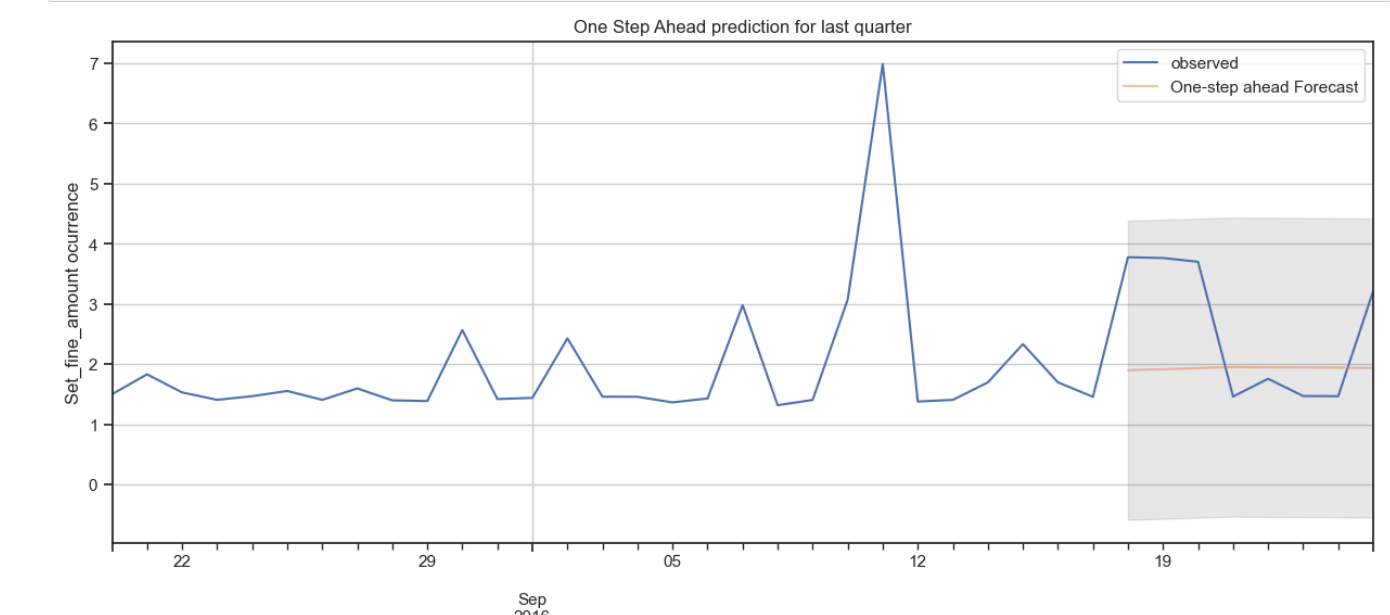 One Step Ahead prediction for last quarter
observed
One-step ahead Forecast
Set_fine_amount ocurrence
7
6
5
4
3
2
1
0
22
29
05
12
19
Sep
2016